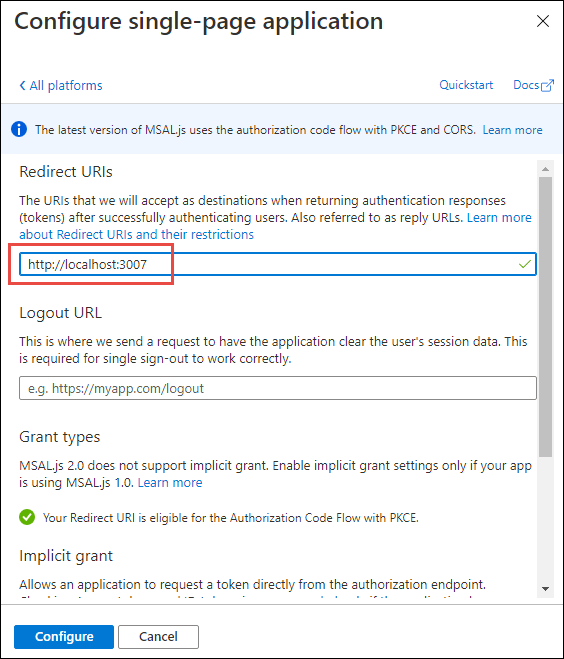 Configure single-page application
All platforms
Quickstart
Docs
The latest version of MSAL.js uses the authorization code flow with PKCE and CORS. Learn more
Redirect URIs
The URIs that we will accept as destinations when returning authentication responses
(tokens) after successfully authenticating users. Also referred to as reply URLs. Learn more
about Redirect URIs and their restrictions
http://localhost:3007
Logout URL
This is where we send a request to have the application clear the user's session data. This
is required for single sign-out to work correctly.
e.g. https://myapp.com/logout
Grant types
MSAL.js 2.0 does not support implicit grant. Enable implicit grant settings only if your app
is using MSAL.js 1.0. Learn more
Your Redirect URI is eligible for the Authorization Code Flow with PKCE.
Implicit grant
Allows an application to request a token directly from the authorization endpoint.
Configure
Cancel